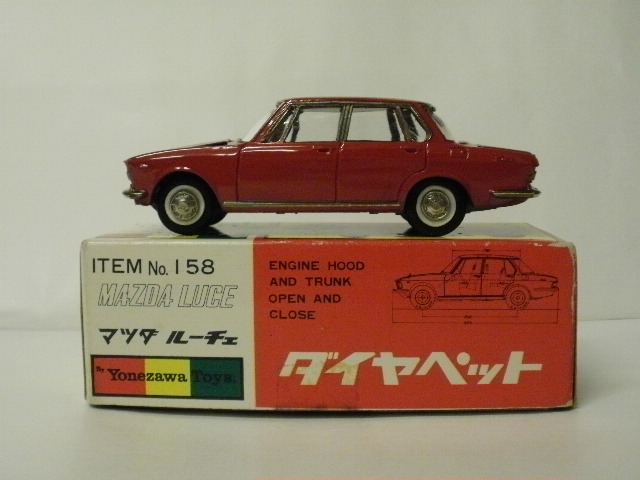 ITEM No. 158
MAZDA LUCE
マツダ ルーチェ
By Yonezawa Toys.
ENGINE HOOD
AND TRUNK
OPEN AND
CLOSE
ダイヤペット